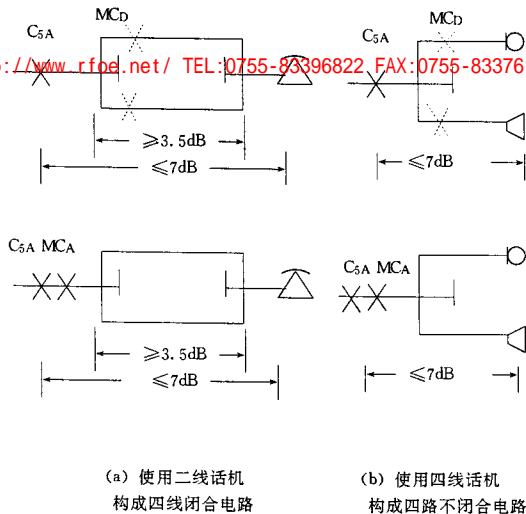 MCD
MCD
C5A
C5A
://www.rfoe.net/ TEL:0755-83396822 FAX:0755-83376
≥3.5dB
≤7dB
≤7dB
C5A MCA
C5A MCA
≥3.5dB
≤7dB
≤7dB
(a) 使用二线话机
构成四线闭合电路
(b) 使用四线话机
构成四路不闭合电路